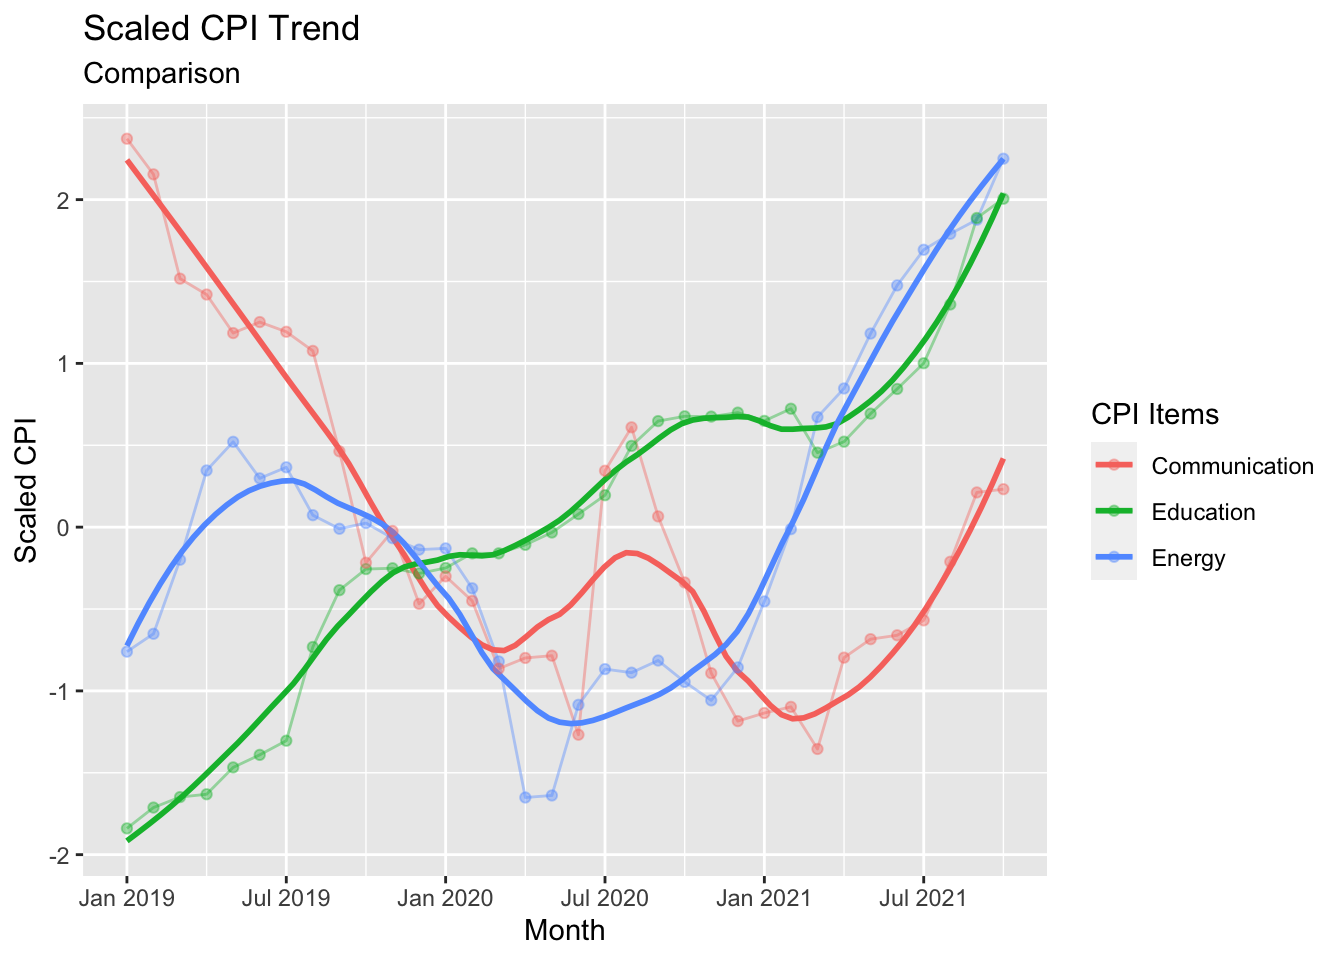 Scaled CPI Trend
Comparison
Scaled CPI
2
1
0
-1
-2
Jan 2019 Jul 2019 Jan 2020 Jul 2020 Jan 2021 Jul 2021
Month
CPI Items
Communication
Education
Energy